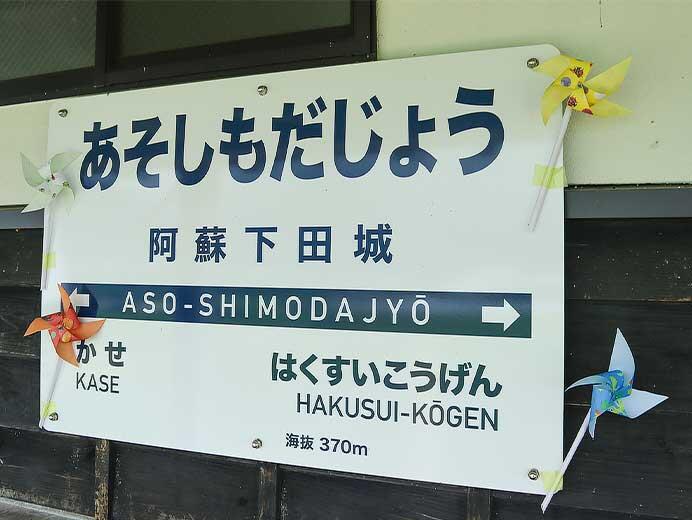 あそしもだじょう
阿蘇下田城
ASO-SHIMODAJYŌ
かせ はくすいこうげん
KASE HAKUSUI-KŌGEN
海抜 370m